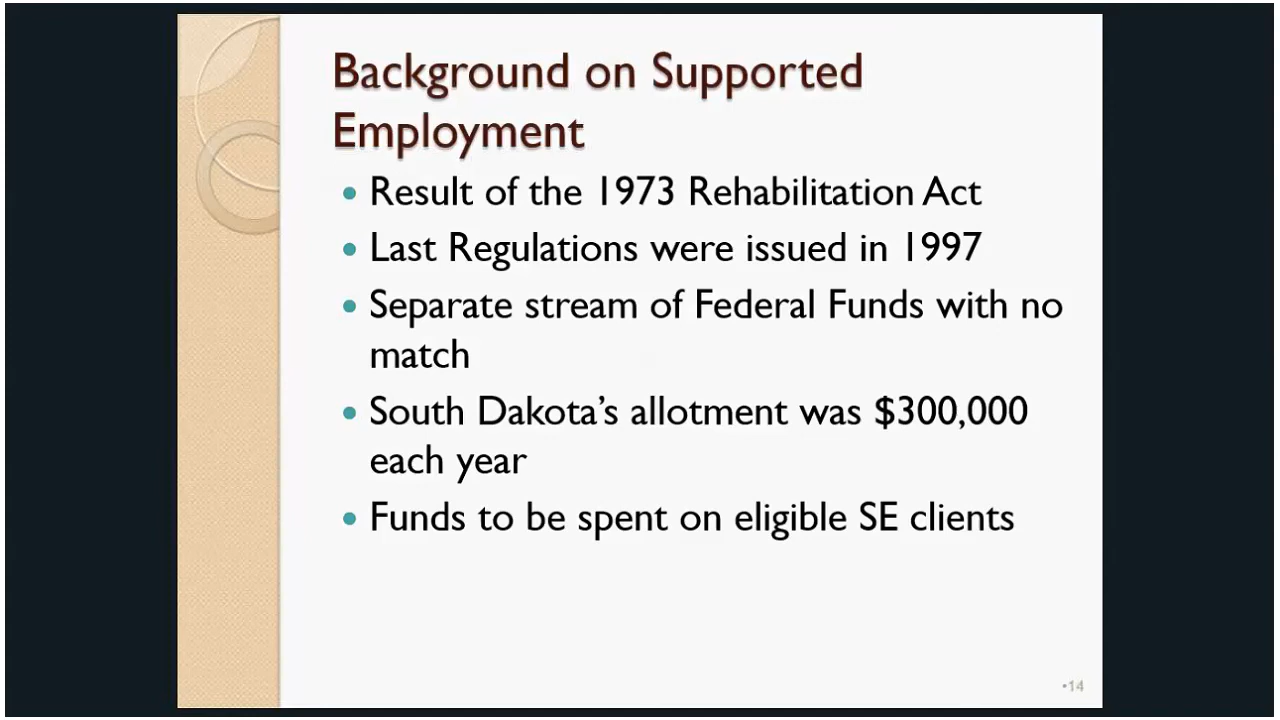 Background on Supported
Employment
• Result of the 1973 Rehabilitation Act
• Last Regulations were issued in 1997
• Separate stream of Federal Funds with no
match
• South Dakota’s allotment was $300,000
each year
• Funds to be spent on eligible SE clients
•14